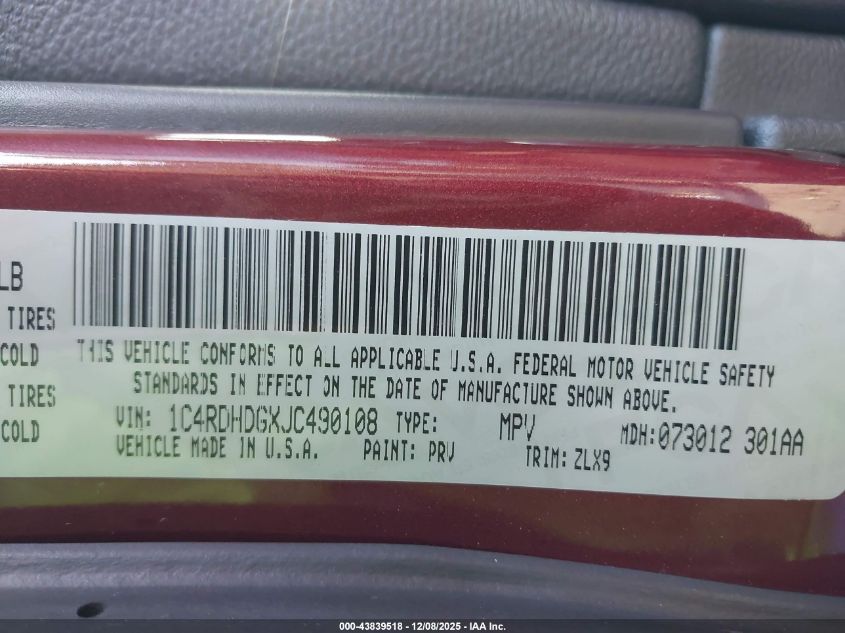 LB
TIRES
COLD
TIRES
COLD
THIS VEHICLE CONFORMS TO ALL APPLICABLE U.S.A. FEDERAL MOTOR VEHICLE SAFETY
STANDARDS IN EFFECT ON THE DATE OF MANUFACTURE SHOWN ABOVE.
VIN: 1C4RDHDGXJC490108 TYPE: MPV MDH:073012 301AA
VEHICLE MADE IN U.S.A. PAINT: PRV TRIM: ZLX9
000-43839518 - 12/08/2025 - IAA Inc.